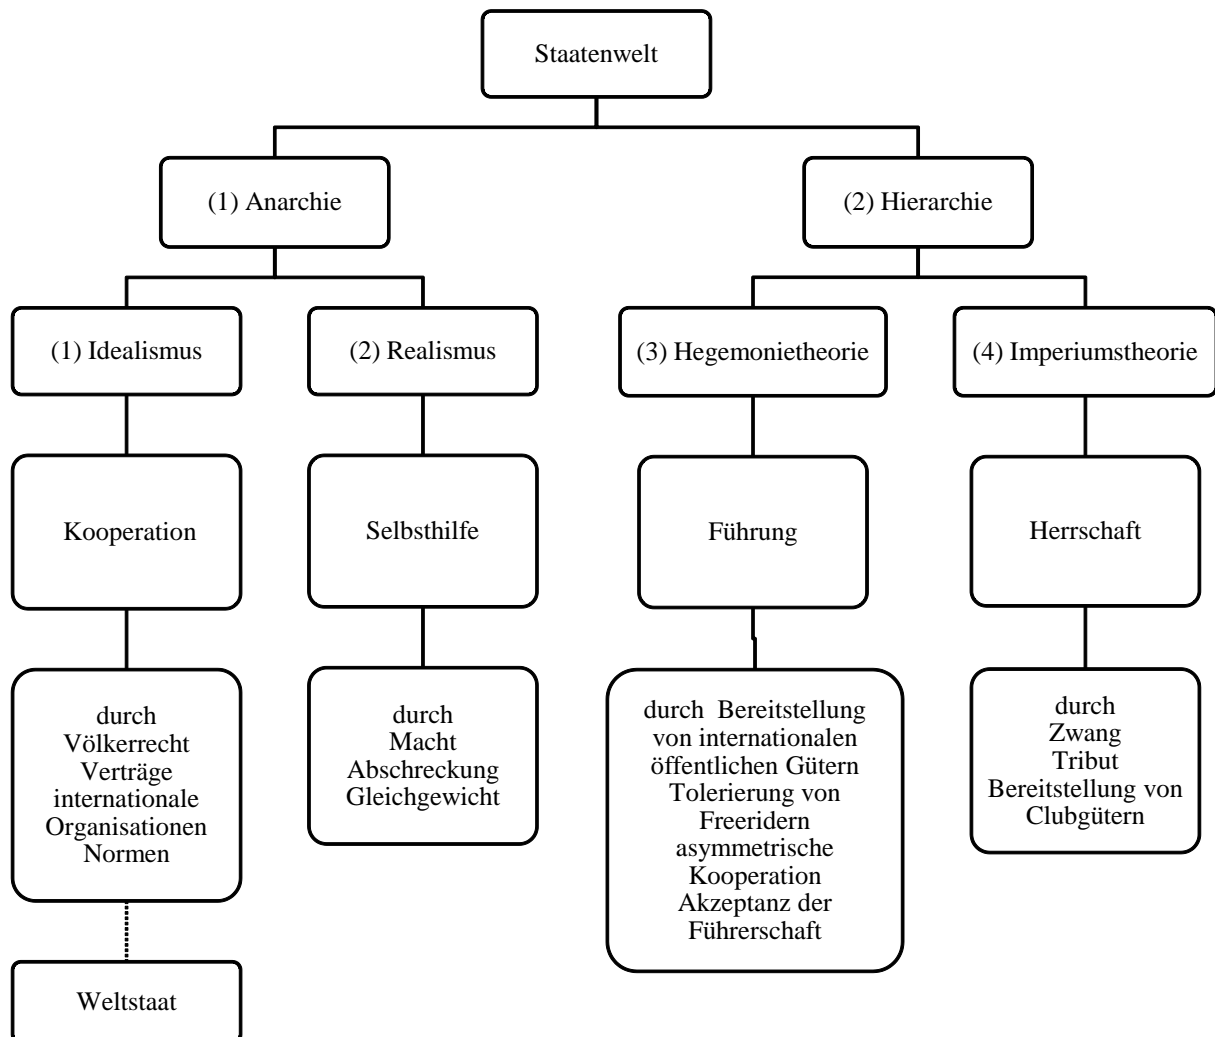 Staatenwelt
(1) Anarchie
(2) Hierarchie
(1) Idealismus
(2) Realismus
(3) Hegemonietheorie
(4) Imperiumstheorie
Kooperation
Selbsthilfe
Führung
Herrschaft
durch
Völkerrecht
Verträge
internationale
Organisationen
Normen
durch
Macht
Abschreckung
Gleichgewicht
durch Bereitstellung
von internationalen
öffentlichen Gütern
Tolerierung von
Freeridern
asymmetrische
Kooperation
Akzeptanz der
Führerschaft
durch
Zwang
Tribut
Bereitstellung von
Clubgütern
Weltstaat